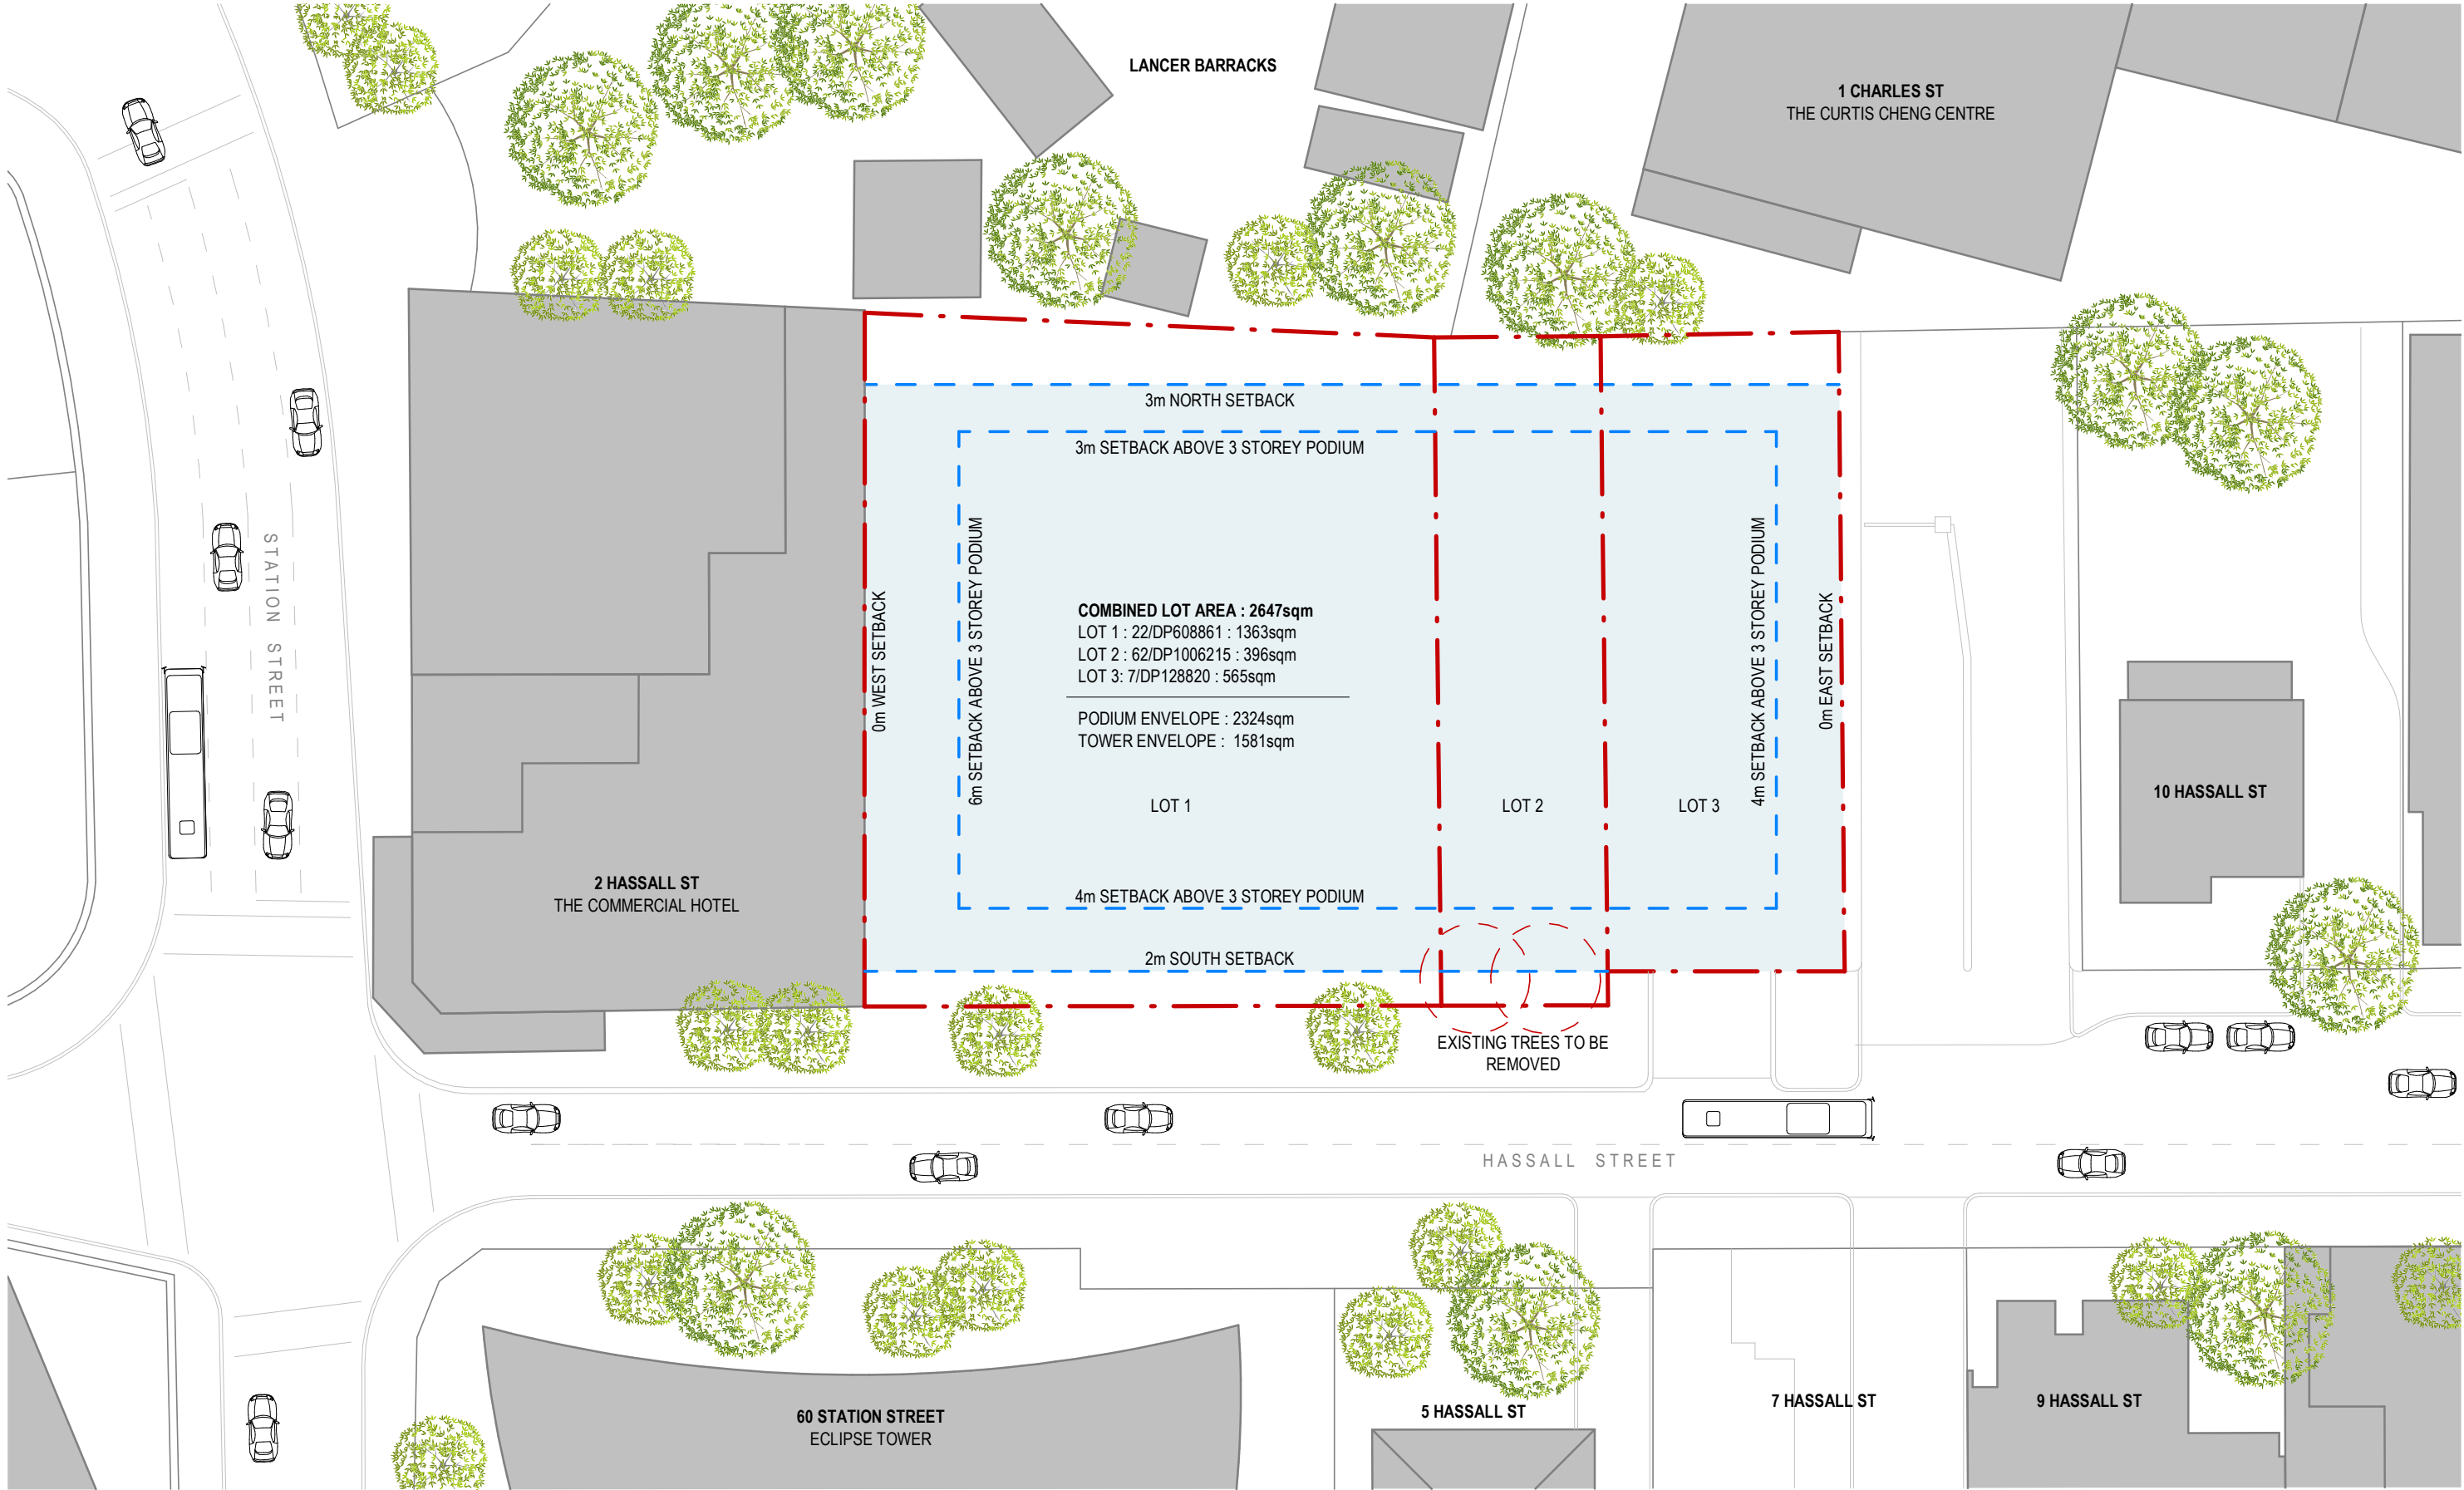 LANCER BARRACKS
1 CHARLES ST
THE CURTIS CHENG CENTRE
3m NORTH SETBACK
3m SETBACK ABOVE 3 STOREY PODIUM
STATION STREET
0m WEST SETBACK
6m SETBACK ABOVE 3 STOREY PODIUM
COMBINED LOT AREA : 2647sqm
LOT 1 : 22/DP608861 : 1363sqm
LOT 2 : 62/DP1006215 : 396sqm
LOT 3: 7/DP128820 : 565sqm
PODIUM ENVELOPE : 2324sqm
TOWER ENVELOPE : 1581sqm
4m SETBACK ABOVE 3 STOREY PODIUM
0m EAST SETBACK
LOT 1
LOT 2
LOT 3
10 HASSALL ST
2 HASSALL ST
THE COMMERCIAL HOTEL
4m SETBACK ABOVE 3 STOREY PODIUM
2m SOUTH SETBACK
EXISTING TREES TO BE
REMOVED
HASSALL STREET
60 STATION STREET
ECLIPSE TOWER
5 HASSALL ST
7 HASSALL ST
9 HASSALL ST